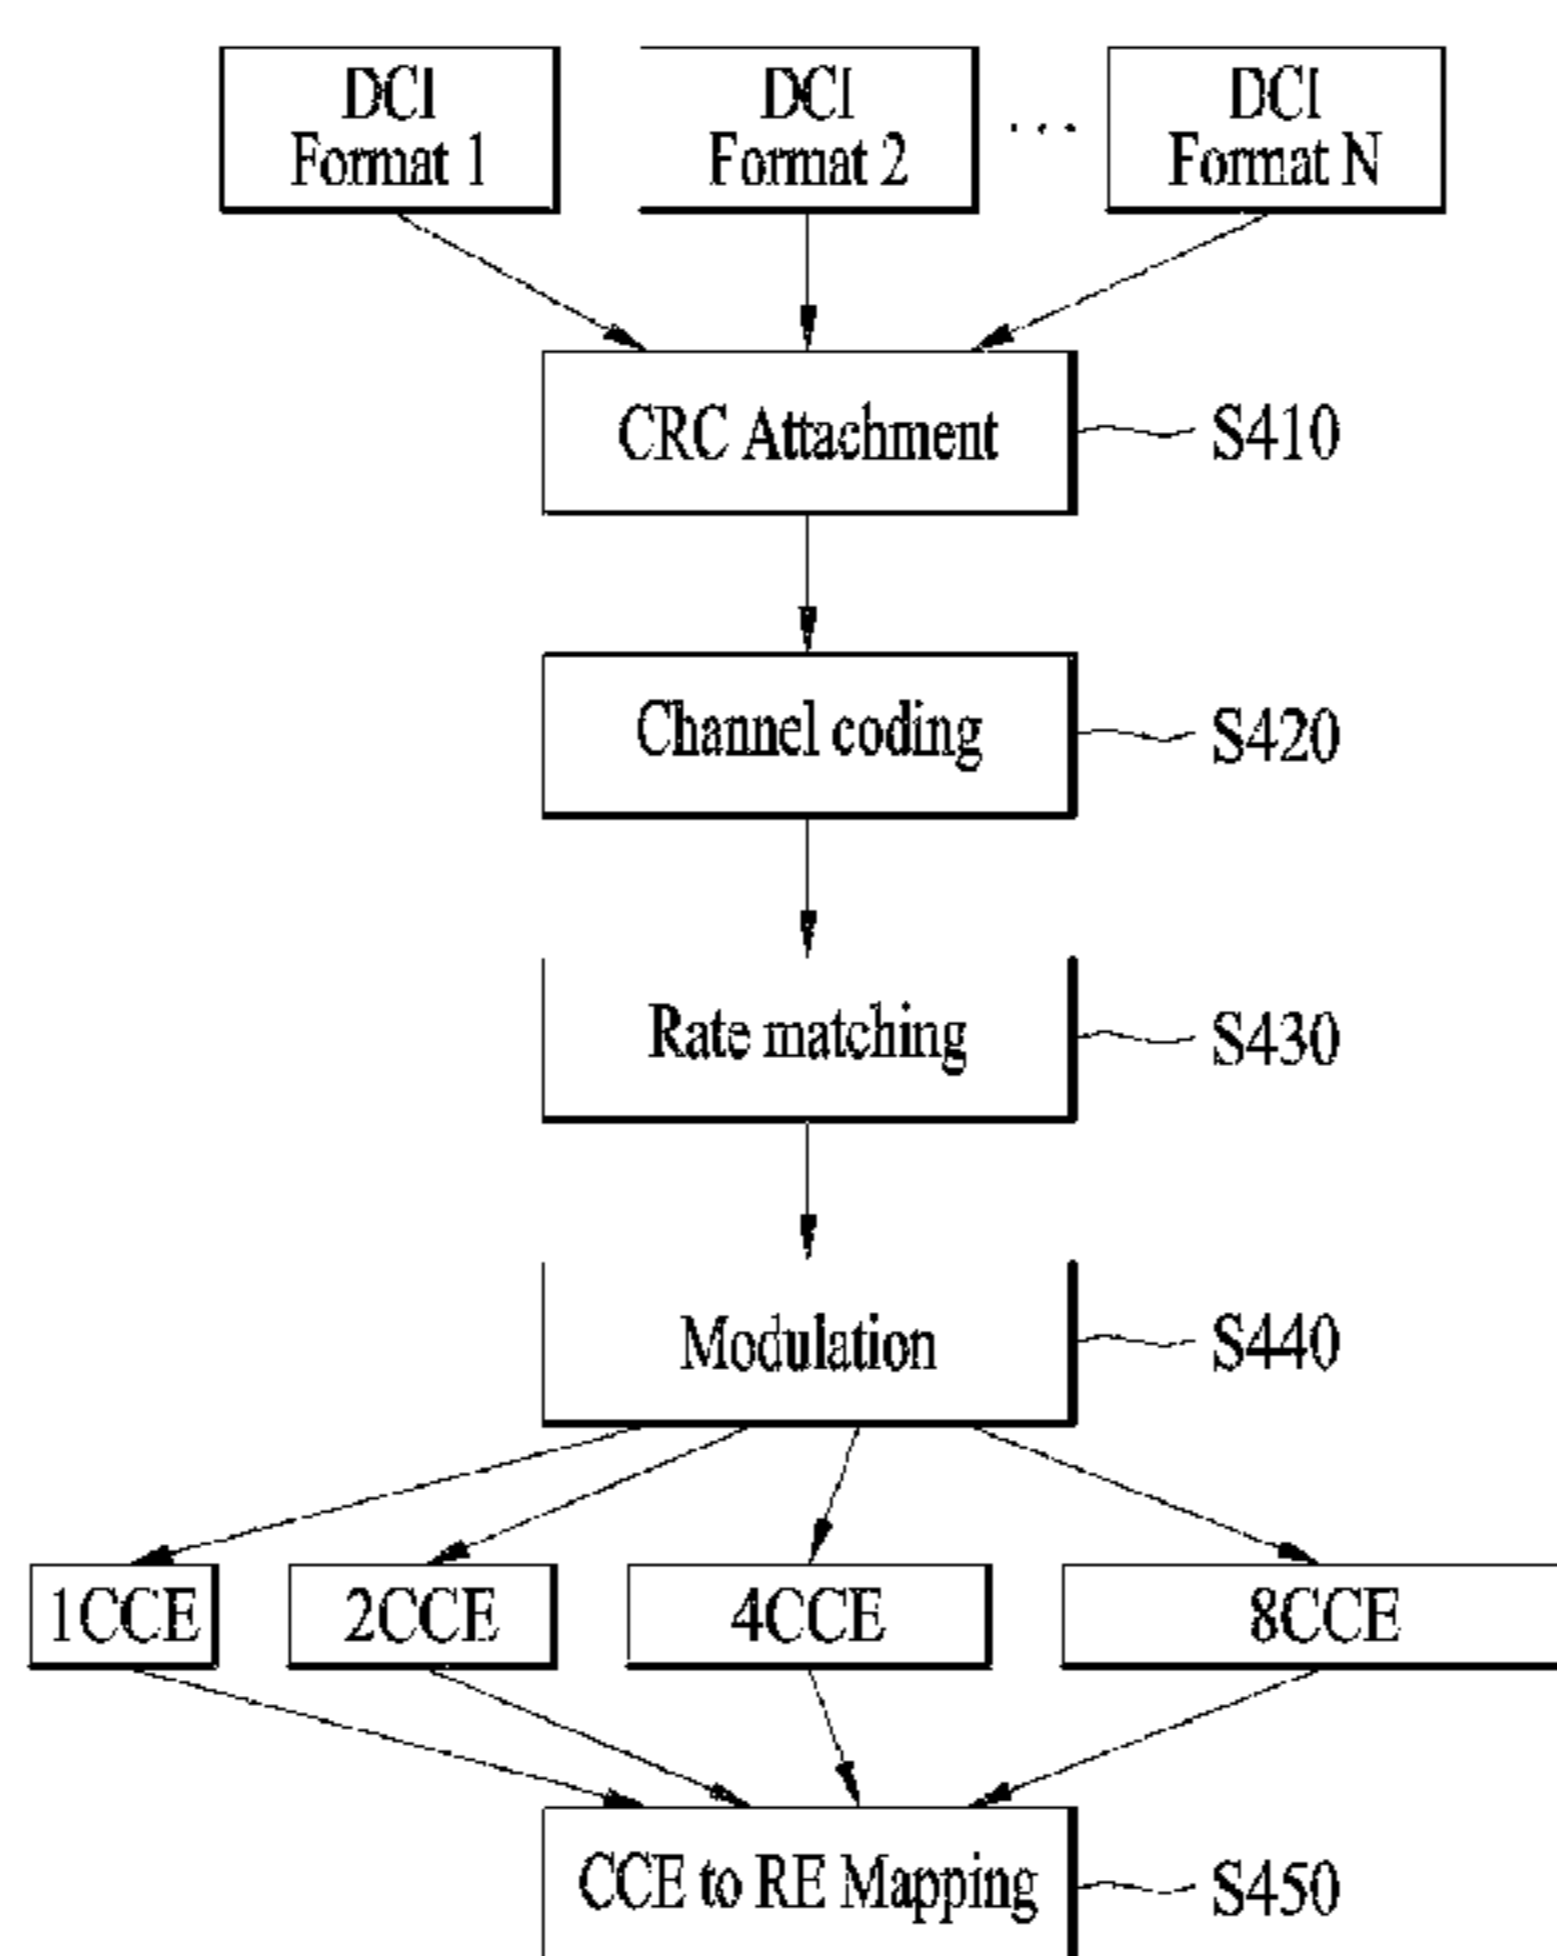 DCI
Format 1
DCI
Format 2
...
DCI
Format N
CRC Attachment
S410
Channel coding
S420
Rate matching
S430
Modulation
S440
1CCE
2CCE
4CCE
8CCE
CCE to RE Mapping
S450